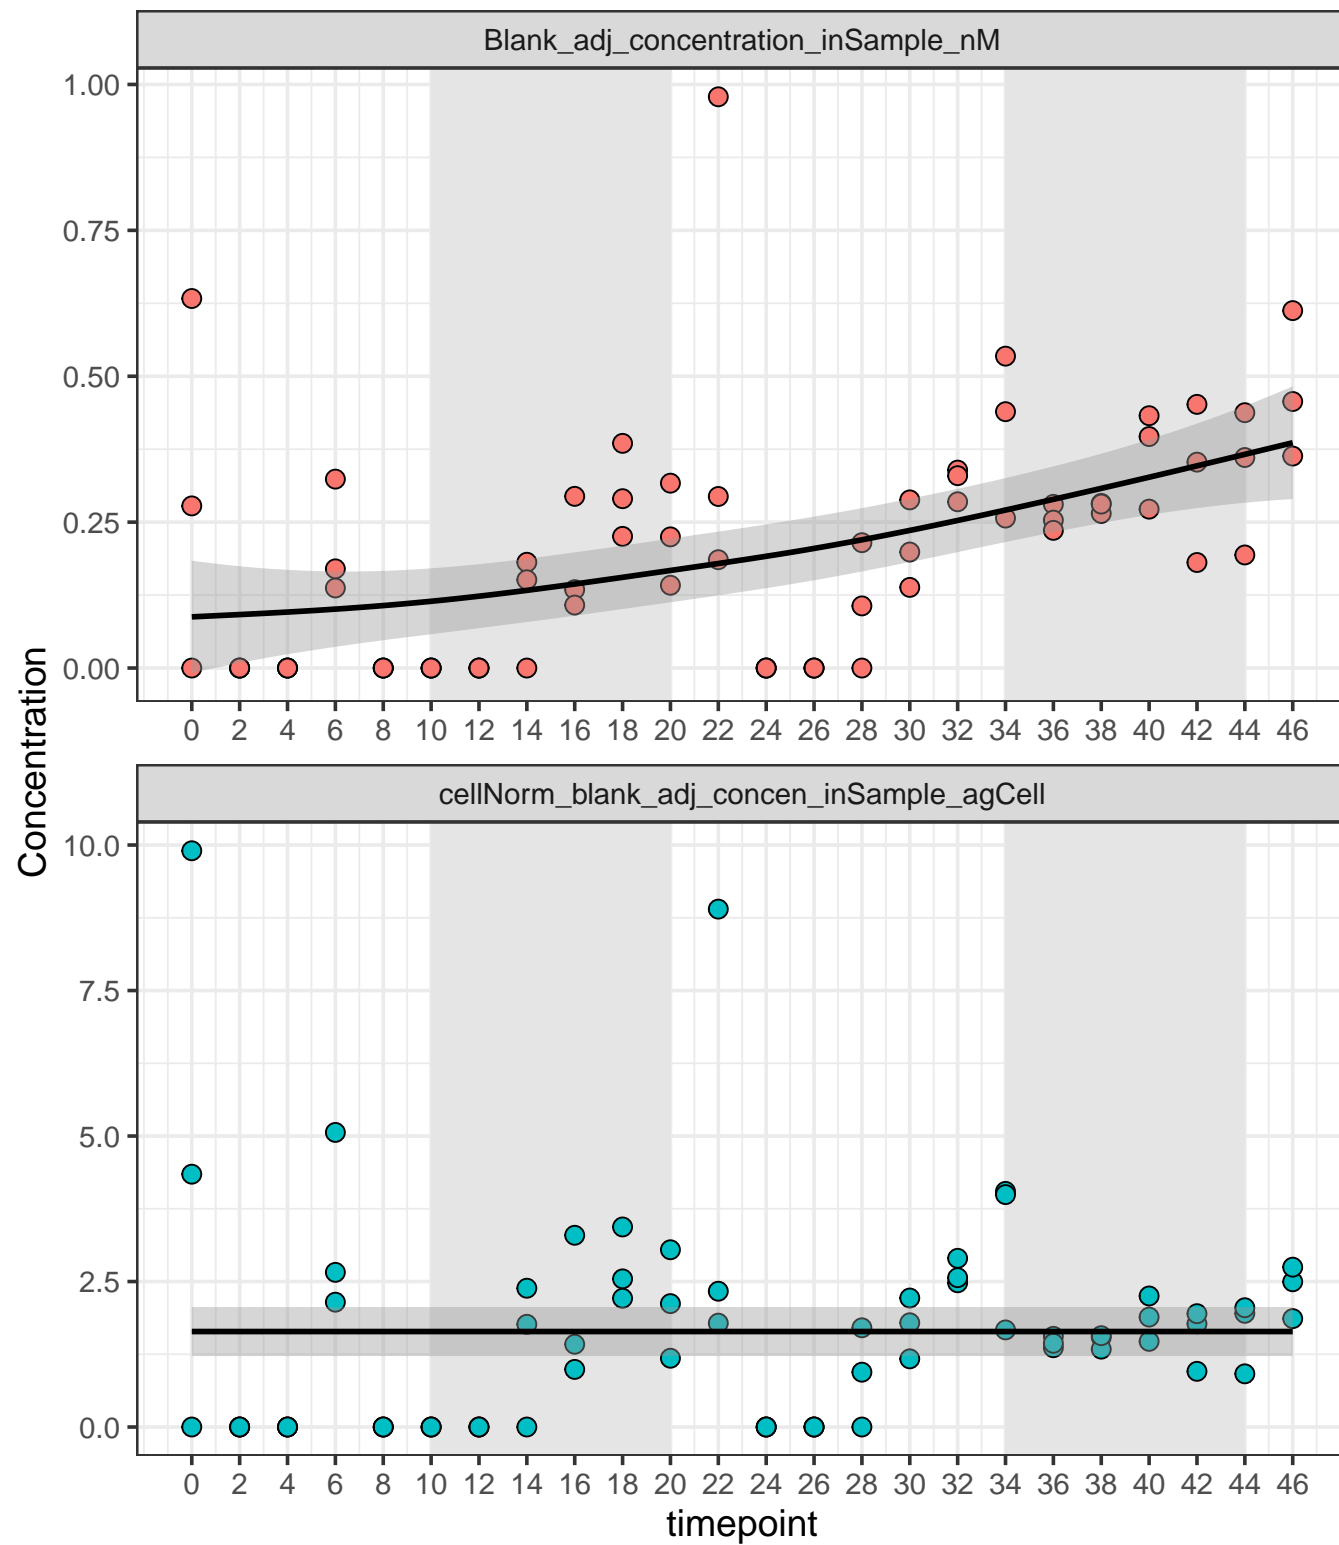 Blank_adj_concentration_inSample_nM
1.00
0.75
0.50
0.25
0.00
0 2 4 6 8 10 12 14 16 18 20 22 24 26 28 30 32 34 36 38 40 42 44 46
Concentration
cellNorm_blank_adj_concen_inSample_agCell
10.0
7.5
5.0
2.5
0.0
0 2 4 6 8 10 12 14 16 18 20 22 24 26 28 30 32 34 36 38 40 42 44 46
timepoint